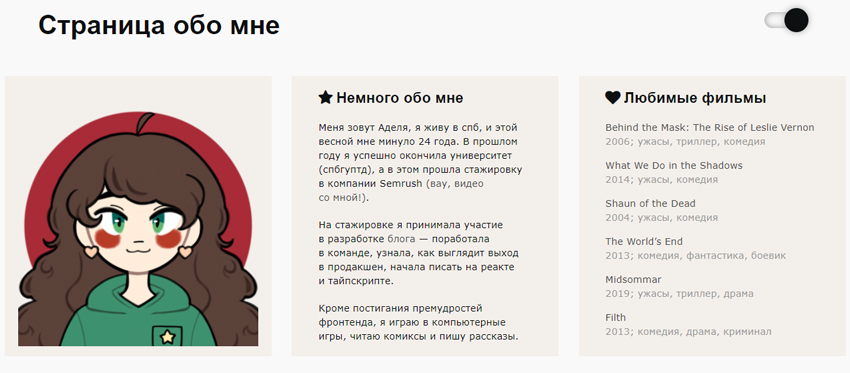 Страница обо мне
Немного обо мне
Меня зовут Аделя, я живу в спб, и этой
весной мне минуло 24 года. В прошлом
году я успешно окончила университет
(спбгуптд), а в этом прошла стажировку
в компании Semrush (вау, видео
со мной!).
На стажировке я принимала участие
в разработке блога — поработала
в команде, узнала, как выглядит выход
в продакшен, начала писать на реакте
и тайпскрипте.
Кроме постигания премудростей
фронтенда, я играю в компьютерные
игры, читаю комиксы и пишу рассказы.
Любимые фильмы
Behind the Mask: The Rise of Leslie Vernon
2006; ужасы, триллер, комедия
What We Do in the Shadows
2014; ужасы, комедия
Shaun of the Dead
2004; ужасы, комедия
The World’s End
2013; комедия, фантастика, боевик
Midsommar
2019; ужасы, триллер, драма
Filth
2013; комедия, драма, криминал